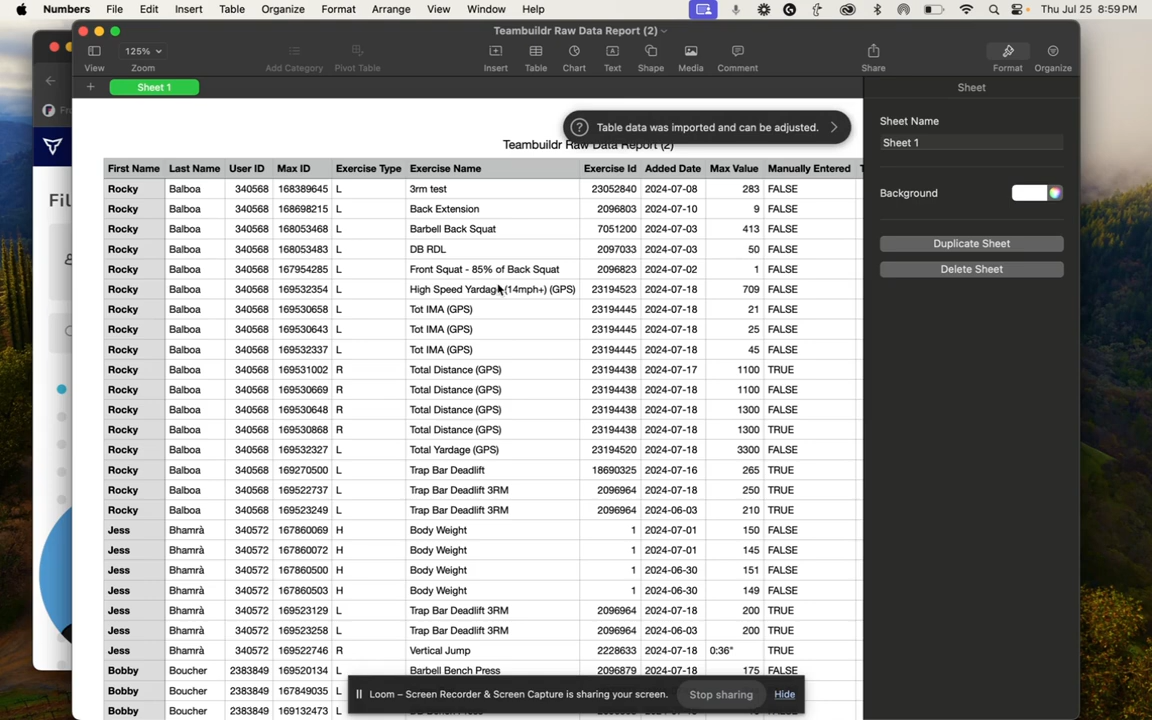 Numbers File Edit Insert Table Organize Format Arrange View Window Help Thu Jul 25 8:59 PM
Teambuildr Raw Data Report (2)
125%
View Zoom Add Category Pivot Table Insert Table Chart Text Shape Media Comment Share Format Organize
Sheet 1
Sheet
Table data was imported and can be adjusted.
Sheet Name
Sheet 1
Background
Duplicate Sheet
Delete Sheet
Fil
Teambuildr Raw Data Report (2)
First Name Last Name User ID Max ID Exercise Type Exercise Name Exercise Id Added Date Max Value Manually Entered
Rocky Balboa 340568 168389645 L 3rm test 23052840 2024-07-08 283 FALSE
Rocky Balboa 340568 168698215 L Back Extension 2096803 2024-07-10 9 FALSE
Rocky Balboa 340568 168053468 L Barbell Back Squat 7051200 2024-07-03 413 FALSE
Rocky Balboa 340568 168053483 L DB RDL 2097033 2024-07-03 50 FALSE
Rocky Balboa 340568 167954285 L Front Squat - 85% of Back Squat 2096823 2024-07-02 1 FALSE
Rocky Balboa 340568 169532354 L High Speed Yardage (14mph+) (GPS) 23194523 2024-07-18 709 FALSE
Rocky Balboa 340568 169530658 L Tot IMA (GPS) 23194445 2024-07-18 21 FALSE
Rocky Balboa 340568 169530643 L Tot IMA (GPS) 23194445 2024-07-18 25 FALSE
Rocky Balboa 340568 169532337 L Tot IMA (GPS) 23194445 2024-07-18 45 FALSE
Rocky Balboa 340568 169531002 R Total Distance (GPS) 23194438 2024-07-17 1100 TRUE
Rocky Balboa 340568 169530669 R Total Distance (GPS) 23194438 2024-07-18 1100 FALSE
Rocky Balboa 340568 169530648 R Total Distance (GPS) 23194438 2024-07-18 1300 FALSE
Rocky Balboa 340568 169530868 R Total Distance (GPS) 23194438 2024-07-18 1300 TRUE
Rocky Balboa 340568 169532327 L Total Yardage (GPS) 23194520 2024-07-18 3300 FALSE
Rocky Balboa 340568 169270500 L Trap Bar Deadlift 18690325 2024-07-16 265 TRUE
Rocky Balboa 340568 169522737 L Trap Bar Deadlift 3RM 2096964 2024-07-18 250 TRUE
Rocky Balboa 340568 169523249 L Trap Bar Deadlift 3RM 2096964 2024-06-03 210 TRUE
Jess Bhamrà 340572 167860069 H Body Weight 1 2024-07-01 150 FALSE
Jess Bhamrà 340572 167860072 H Body Weight 1 2024-07-01 145 FALSE
Jess Bhamrà 340572 167860500 H Body Weight 1 2024-06-30 151 FALSE
Jess Bhamrà 340572 167860503 H Body Weight 1 2024-06-30 149 FALSE
Jess Bhamrà 340572 169523129 L Trap Bar Deadlift 3RM 2096964 2024-07-18 200 TRUE
Jess Bhamrà 340572 169523258 L Trap Bar Deadlift 3RM 2096964 2024-06-03 200 TRUE
Jess Bhamrà 340572 169522746 R Vertical Jump 2228633 2024-07-18 0:36" TRUE
Bobby Boucher 2383849 169520134 L Barbell Bench Press 2096879 2024-07-18 175 FALSE
Bobby Boucher 2383849 167849035 L
Bobby Boucher 2383849 169132473 L
Loom – Screen Recorder & Screen Capture is sharing your screen. Stop sharing Hide